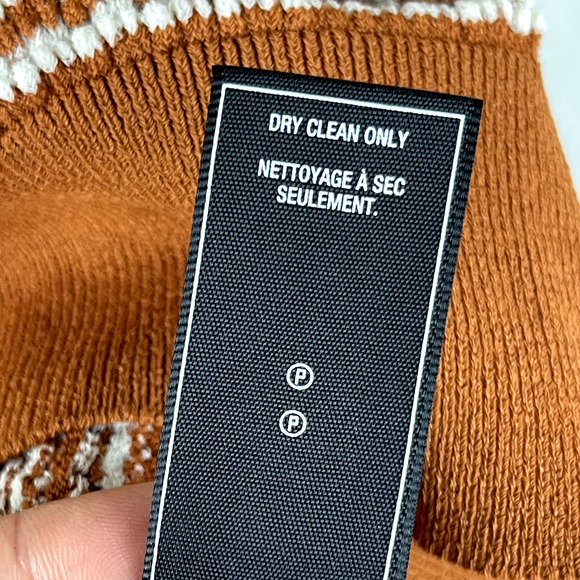 DRY CLEAN ONLY
NETTOYAGE À SEC
SEULEMENT.
P
P